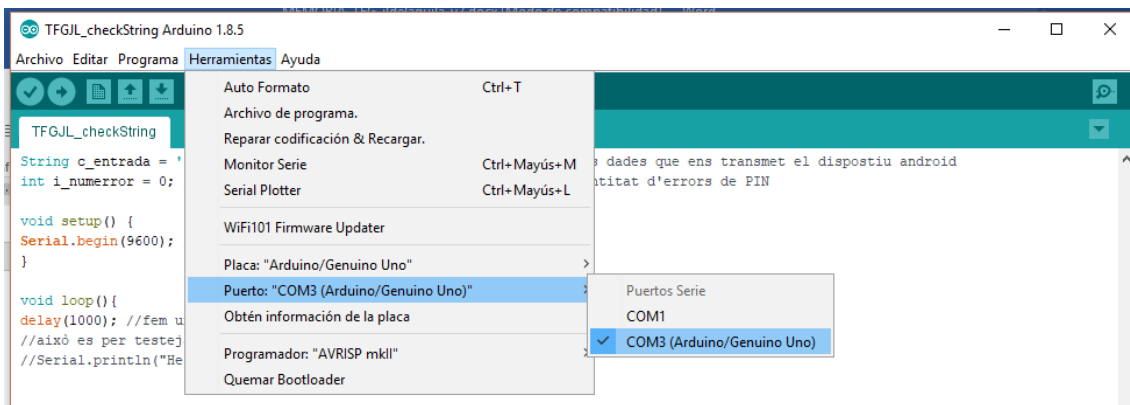 TFGJL_checkString Arduino 1.8.5
Archivo Editar Programa Herramientas Ayuda
TFGJL_checkString
Auto Formato Ctrl+T
Archivo de programa.
Reparar codificación & Recargar.
Monitor Serie Ctrl+Mayús+M
Serial Plotter Ctrl+Mayús+L
WiFi101 Firmware Updater
Placa: "Arduino/Genuino Uno"
Puerto: "COM3 (Arduino/Genuino Uno)"
Obtén información de la placa
Programador: "AVRISP mkII"
Quemar Bootloader
Puertos Serie
COM1
COM3 (Arduino/Genuino Uno)
String c_entrada = '
dades que ens transmet el dispostiu android
int i_numerror = 0;
d'errors de PIN
void setup() {
Serial.begin(9600);
}
void loop(){
delay(1000); //fem
//això es per
//Serial.println("He